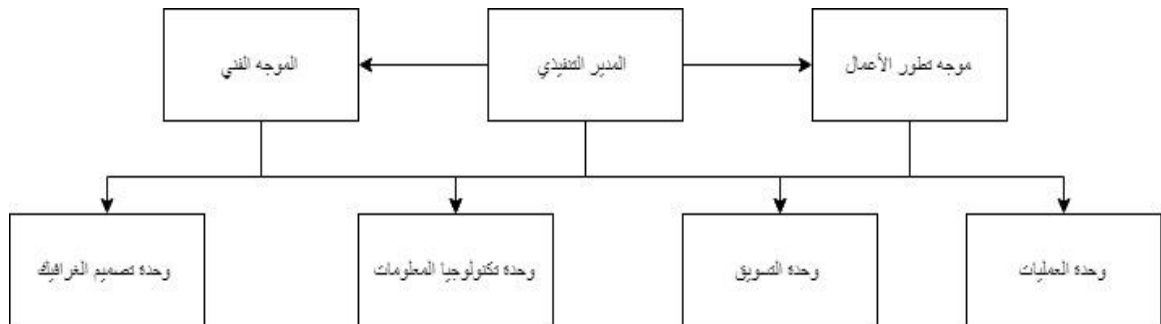 موجه تطور الأعمال
المدير التنفيذي
الموجه الفني
وحدة العمليات
وحدة التسويق
وحدة تكنولوجيا المعلومات
وحدة تصميم الغرافيك